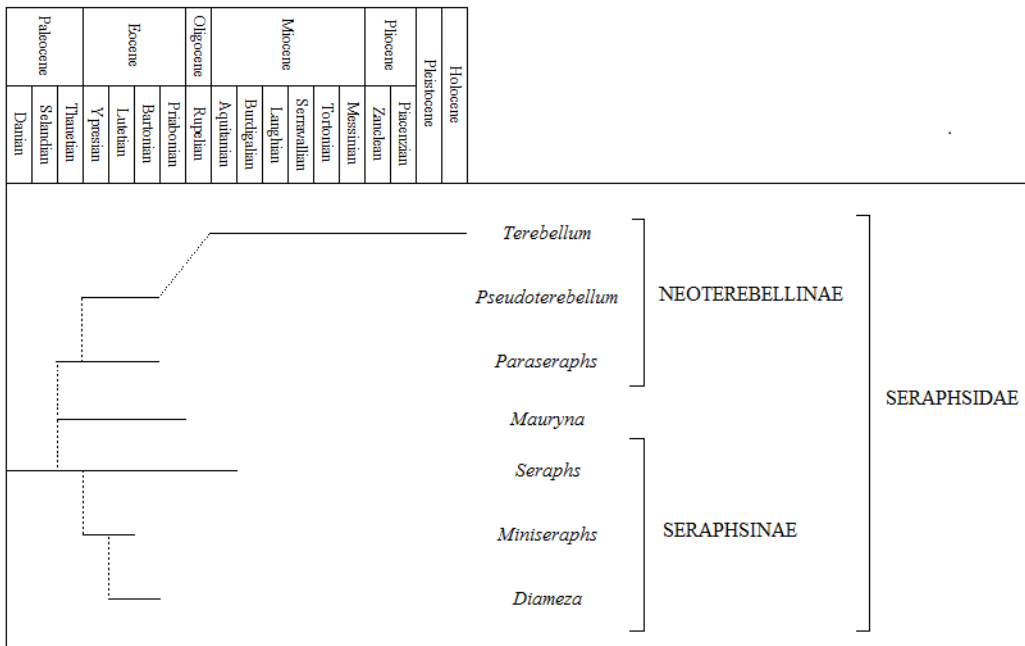 Paleocene
Eocene
Oligocene
Miocene
Pliocene
Pleistocene
Holocene
Danian
Selandian
Thanetian
Ypresian
Lutetian
Bartonian
Priabonian
Rupelian
Aquitanian
Burdigalian
Langhian
Serravallian
Tortonian
Messinian
Zanclean
Piacenzian
Terebellum
Pseudoterebellum
NEOTEREBELLINAE
Paraseraphs
SERAPHSIDAE
Mauryna
Seraphs
Miniseraphs
SERAPHSINAE
Diameza